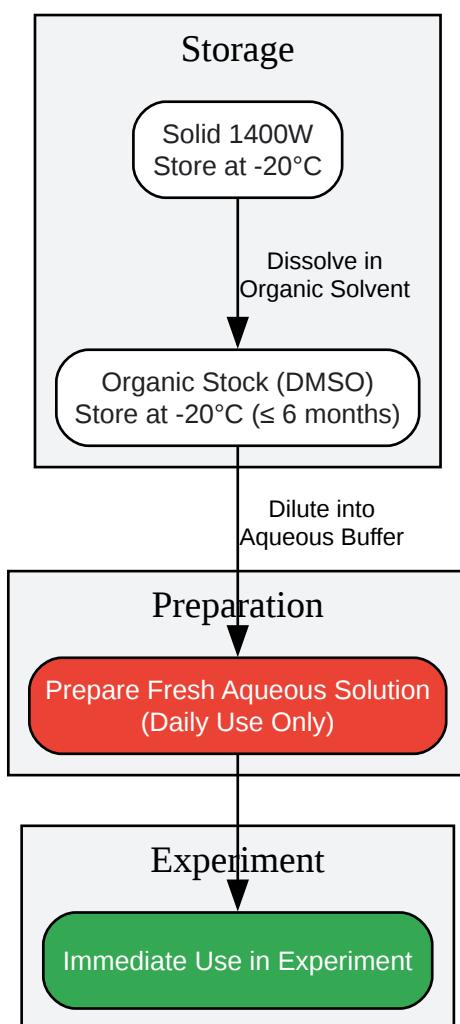 Storage
Solid 1400W
Store at -20°C
Dissolve in
Organic Solvent
Organic Stock (DMSO)
Store at -20°C (≤ 6 months)
Dilute into
Aqueous Buffer
Preparation
Prepare Fresh Aqueous Solution
(Daily Use Only)
Experiment
Immediate Use in Experiment